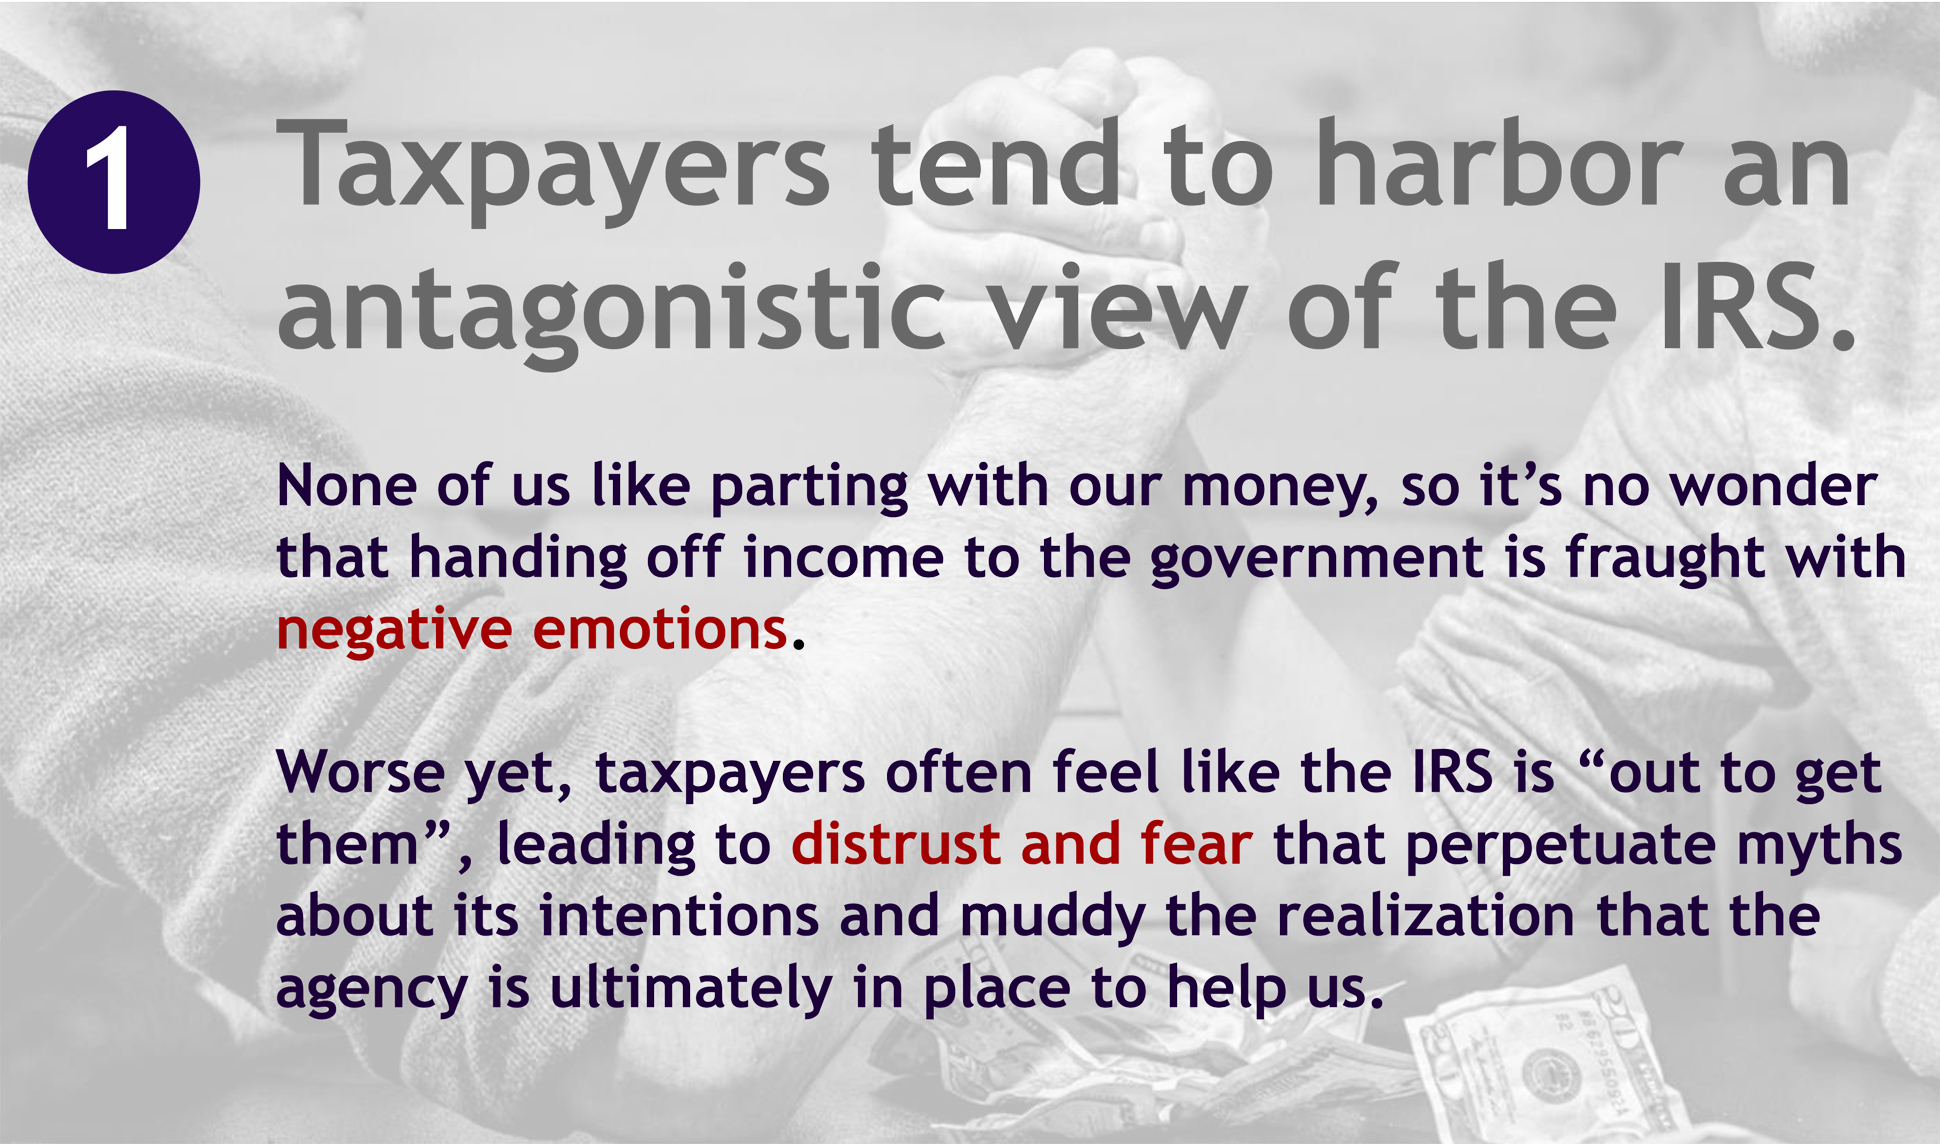 1
Taxpayers tend to harbor an
antagonistic view of the IRS.
None of us like parting with our money, so it’s no wonder
that handing off income to the government is fraught with
negative emotions.
Worse yet, taxpayers often feel like the IRS is “out to get
them”, leading to distrust and fear that perpetuate myths
about its intentions and muddy the realization that the
agency is ultimately in place to help us.
20
20